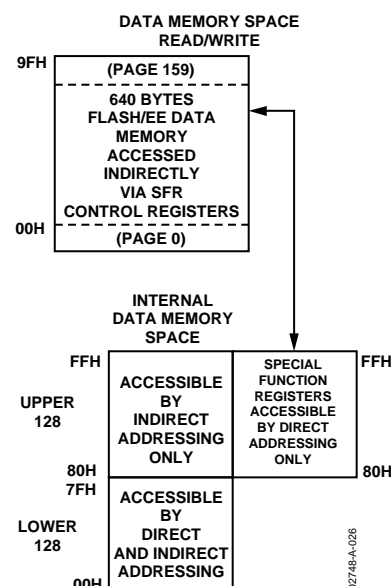 DATA MEMORY SPACE
READ/WRITE
9FH
(PAGE 159)
640 BYTES
FLASH/EE DATA
MEMORY
ACCESSED
INDIRECTLY
VIA SFR
CONTROL REGISTERS
00H
(PAGE 0)
INTERNAL
DATA MEMORY
SPACE
FFH
UPPER
128
80H
ACCESSIBLE
BY
INDIRECT
ADDRESSING
ONLY
SPECIAL
FUNCTION
REGISTERS
ACCESSIBLE
BY DIRECT
ADDRESSING
ONLY
FFH
80H
7FH
LOWER
128
00H
ACCESSIBLE
BY
DIRECT
AND INDIRECT
ADDRESSING
02748-A-026